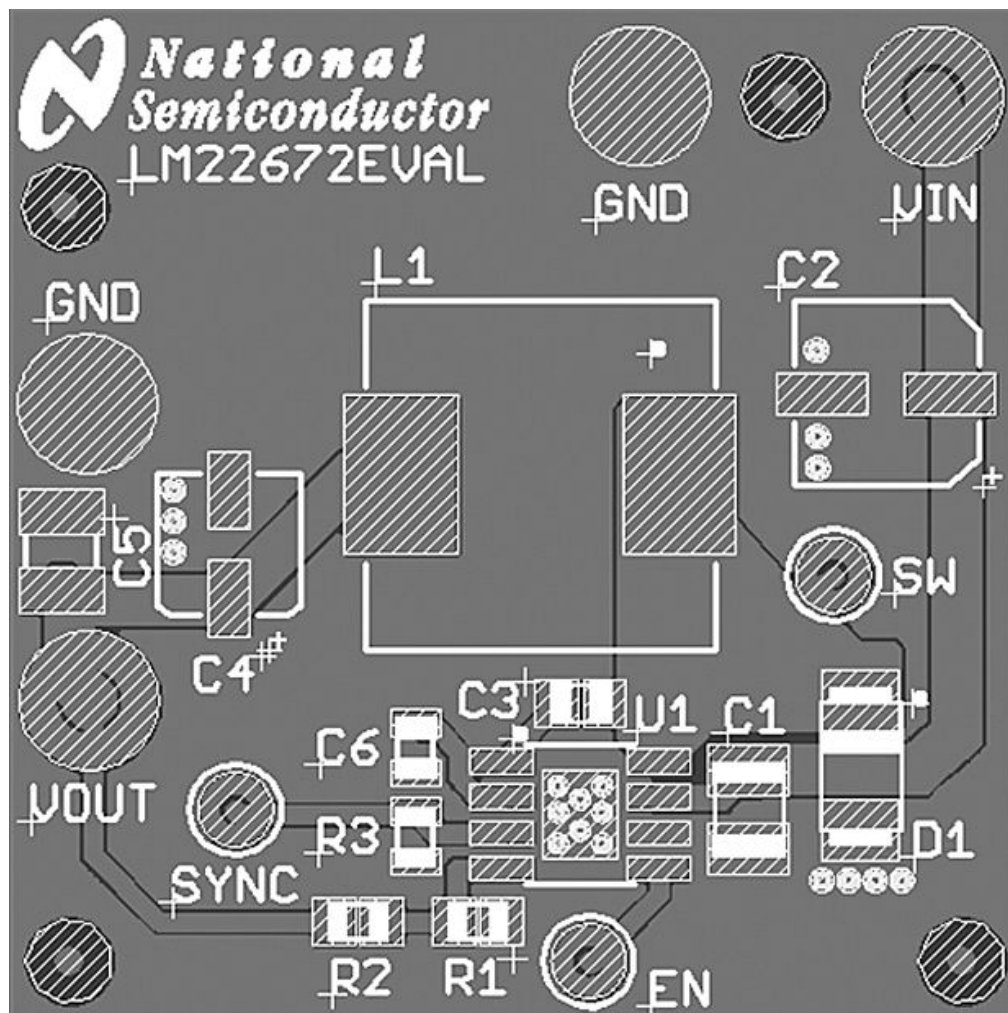 National
Semiconductor
LM22672EVAL
GND
VIN
L1
C2
GND
C5
SW
C4
C3
U1
C1
C6
VOUT
R3
D1
SYNC
R2
R1
EN